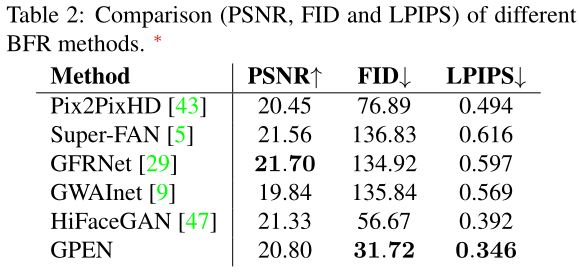 Table 2: Comparison (PSNR, FID and LPIPS) of different
BFR methods. *
Method PSNR↑ FID↓ LPIPS↓
Pix2PixHD [43] 20.45 76.89 0.494
Super-FAN [5] 21.56 136.83 0.616
GFRNet [29] 21.70 134.92 0.597
GWAInet [9] 19.84 135.84 0.569
HiFaceGAN [47] 21.33 56.67 0.392
GPEN 20.80 31.72 0.346